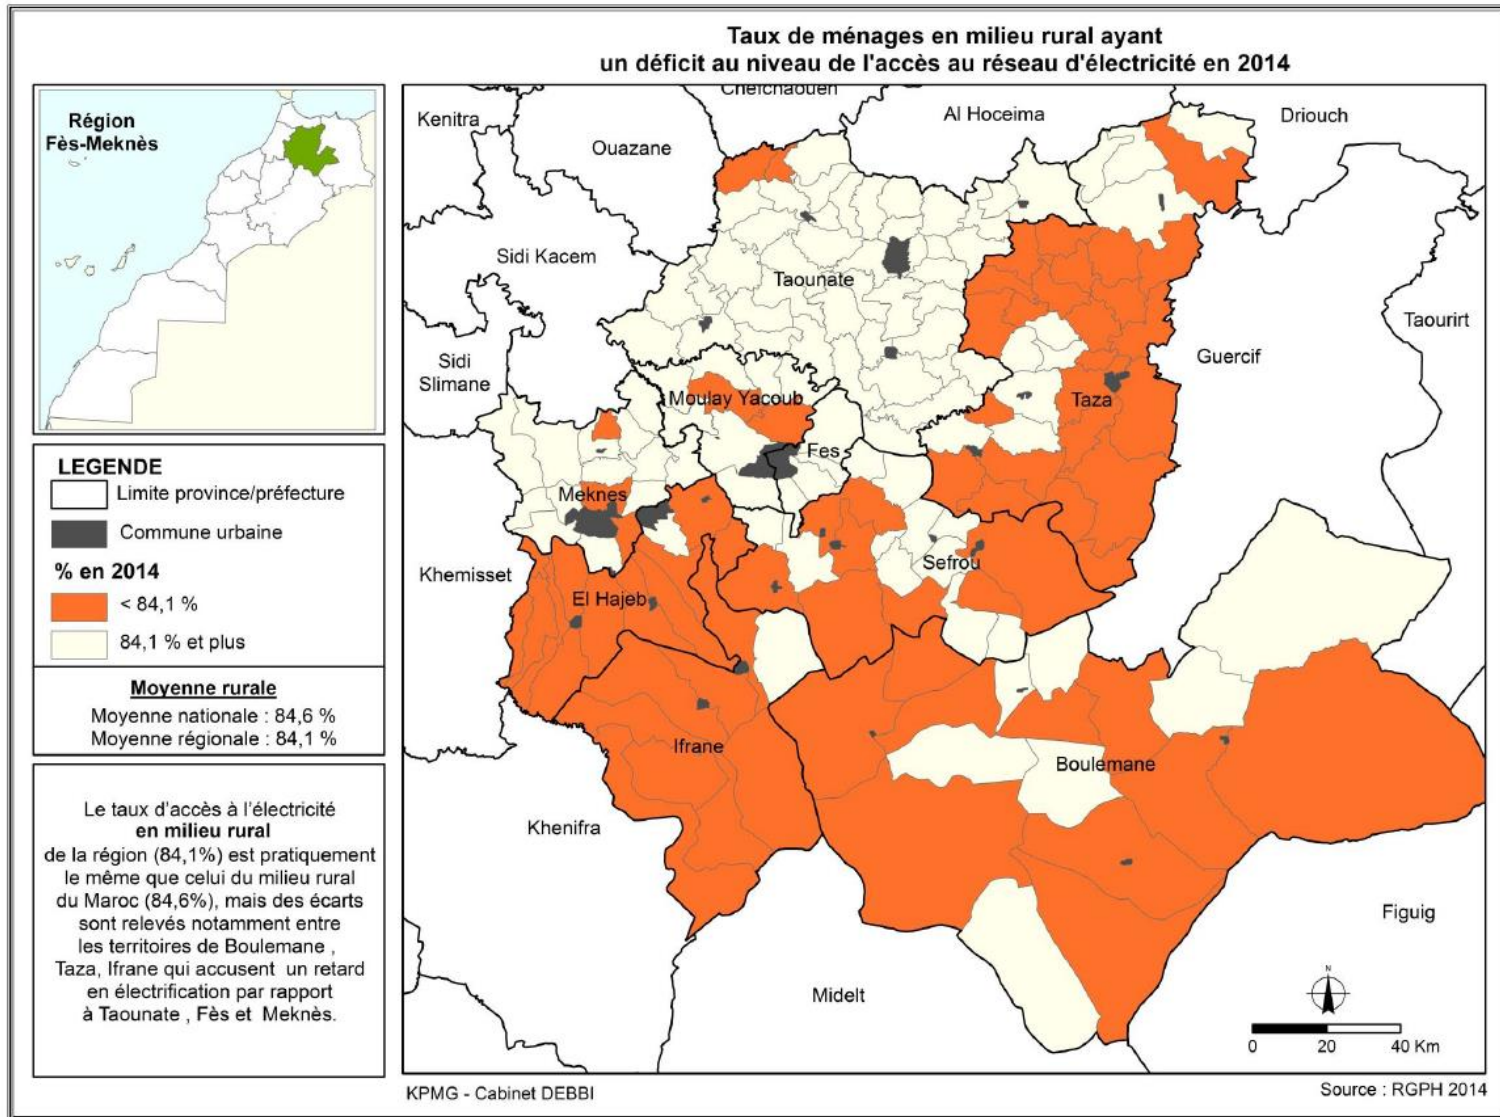 Taux de ménages en milieu rural ayant
un déficit au niveau de l'accès au réseau d'électricité en 2014
Région
Fès-Meknès
LEGENDE
Limite province/préfecture
Commune urbaine
% en 2014
< 84,1 %
84,1 % et plus
Moyenne rurale
Moyenne nationale : 84,6 %
Moyenne régionale : 84,1 %
Le taux d'accès à l'électricité
en milieu rural
de la région (84,1%) est pratiquement
le même que celui du milieu rural
du Maroc (84,6%), mais des écarts
sont relevés notamment entre
les territoires de Boulemane ,
Taza, Ifrane qui accusent un retard
en électrification par rapport
à Taounate , Fès et Meknès.
Chefchaouen
Kenitra
Al Hoceima
Driouch
Ouazane
Sidi Kacem
Taounate
Taourirt
Sidi
Slimane
Guercif
Moulay Yacoub
Taza
Fes
Meknes
Khemisset
Sefrou
El Hajeb
Ifrane
Boulemane
Khenifra
Figuig
Midelt
N
0 20 40 Km
KPMG - Cabinet DEBBI
Source : RGPH 2014